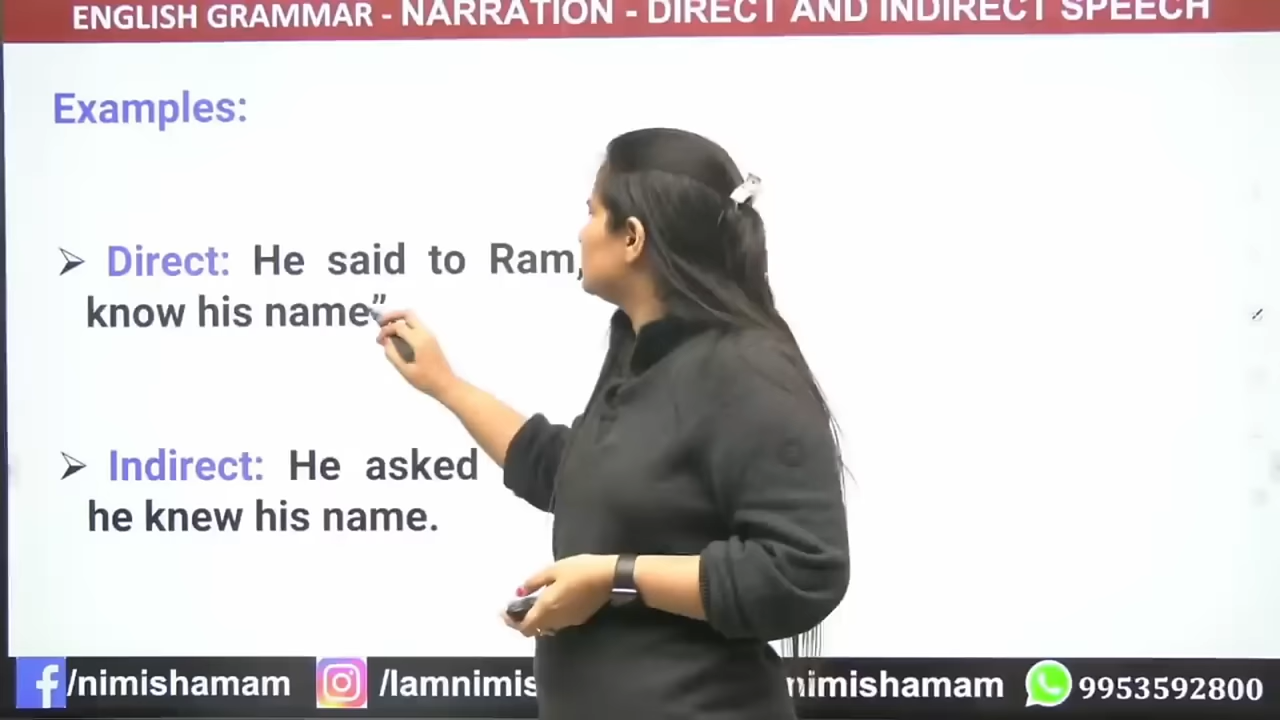 ENGLISH GRAMMAR - NARRATION - DIRECT AND INDIRECT SPEECH
Examples:
➢ Direct: He said to Ram,
know his name”
➢ Indirect: He asked
he knew his name.
/nimishamam /Iamnimis nimishamam 9953592800